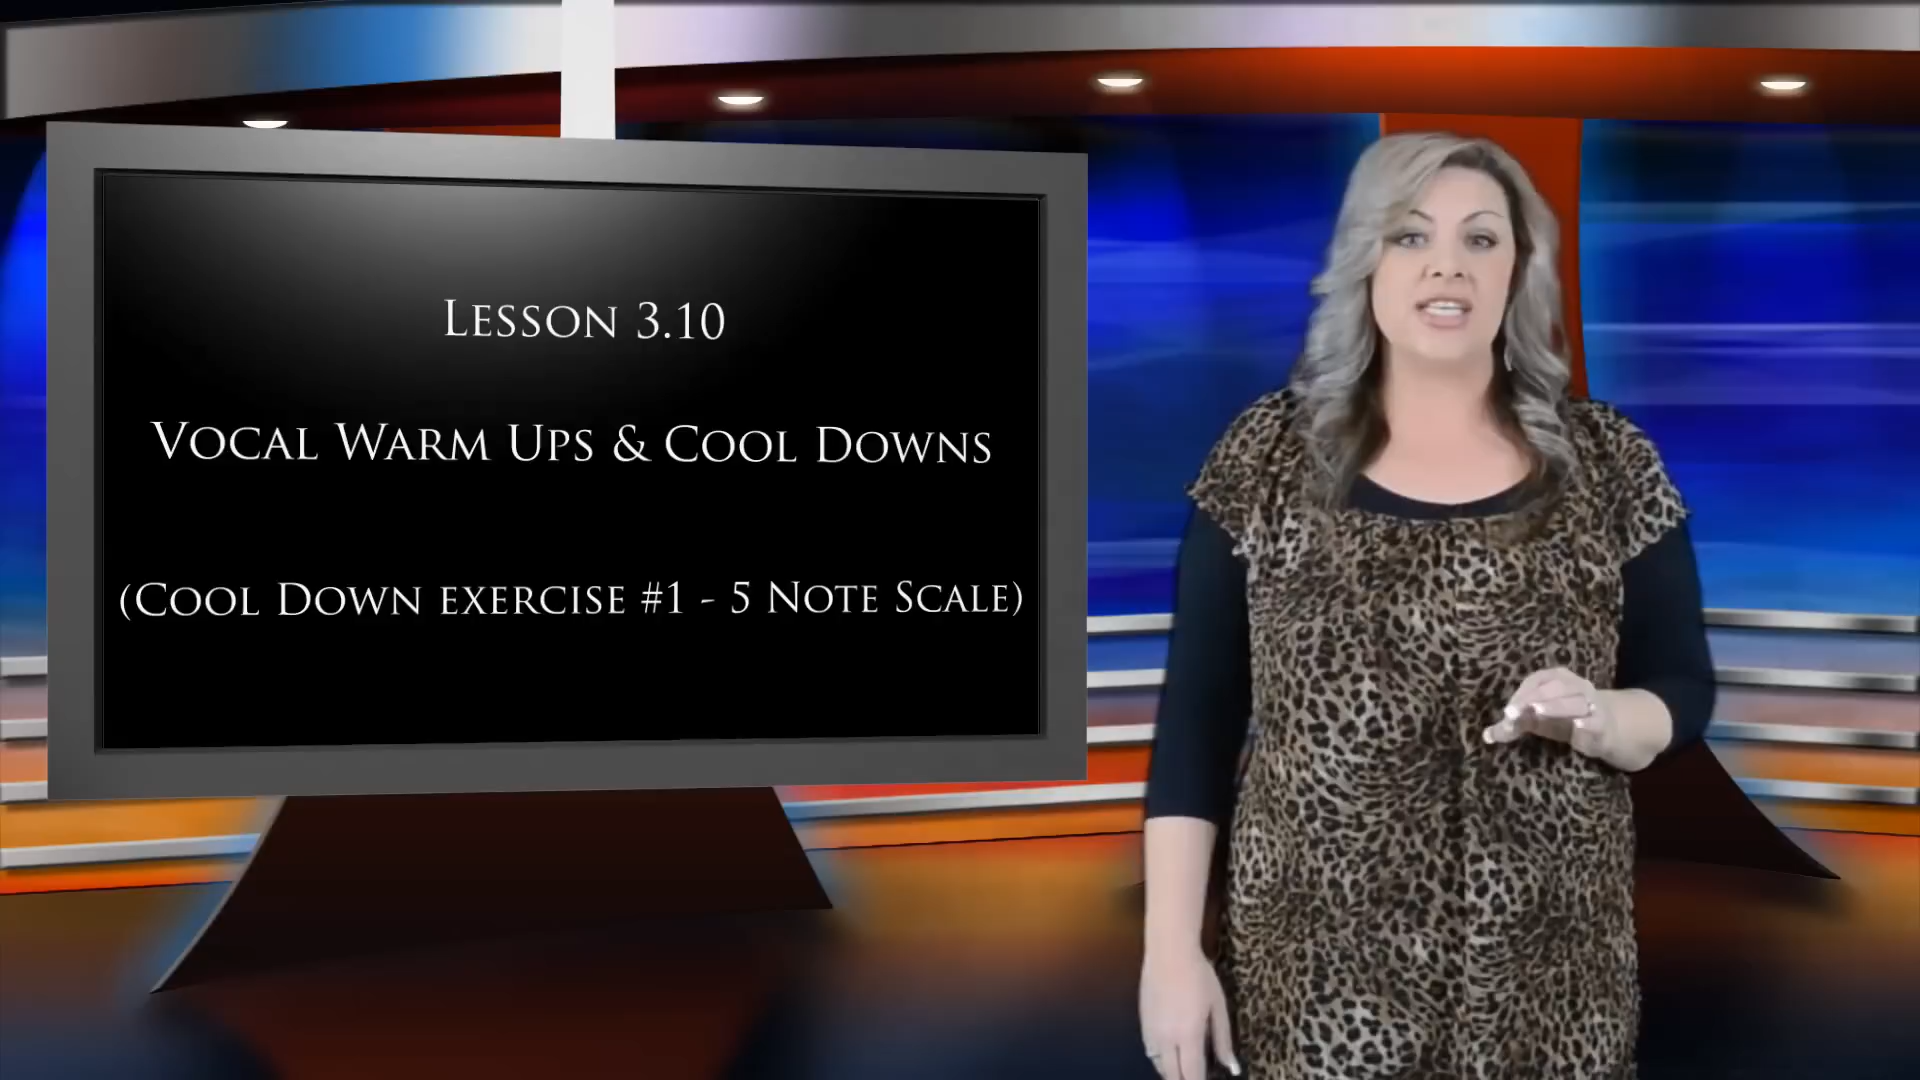 Lesson 3.10
Vocal Warm Ups & Cool Downs
(Cool Down exercise #1 - 5 Note Scale)